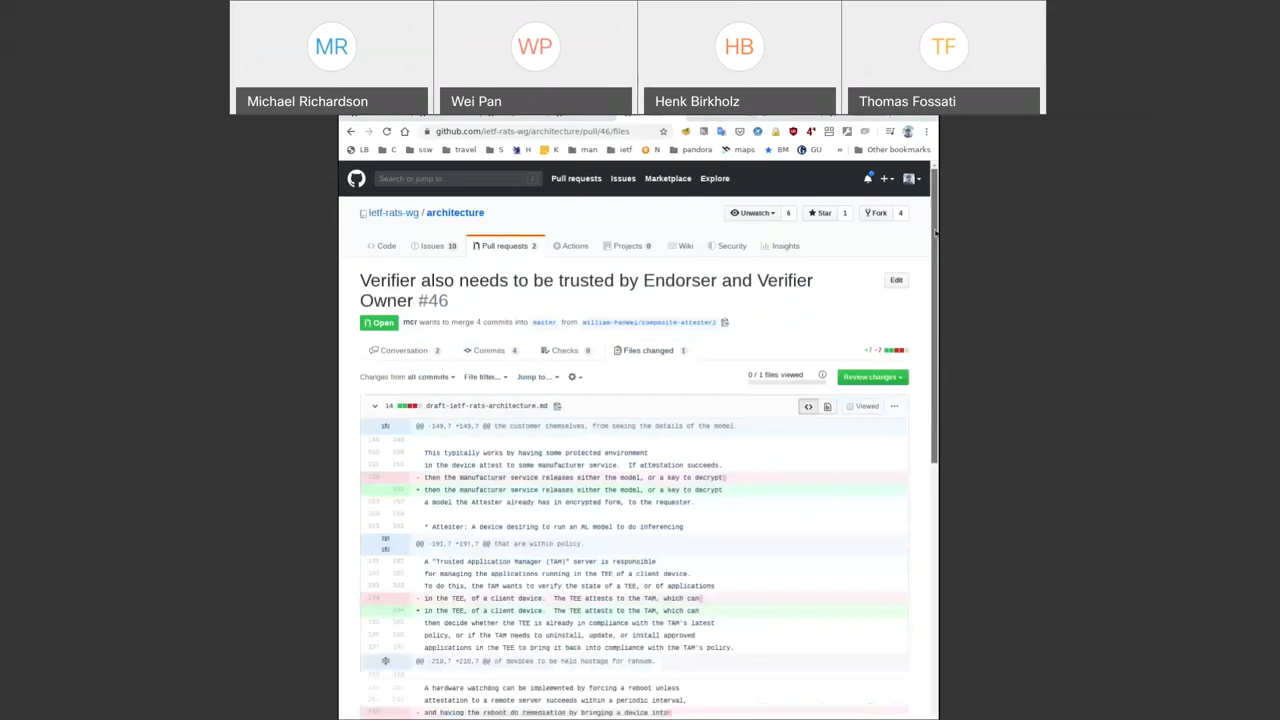 MR
WP
HB
TF
Michael Richardson
Wei Pan
Henk Birkholz
Thomas Fossati
github.com/ietf-rats-wg/architecture/pull/46/files
LB C ssw travel S H K man ietf N pandora maps BM GU » Other bookmarks
Search or jump to
Pull requests Issues Marketplace Explore
ietf-rats-wg / architecture
Unwatch 6 Star 1 Fork 4
Code Issues 10 Pull requests 2 Actions Projects 0 Wiki Security Insights
Verifier also needs to be trusted by Endorser and Verifier
Owner #46
Edit
Open mcr wants to merge 4 commits into master from William-PanWei/composite-attester2
Conversation 2 Commits 4 Checks 0 Files changed 1 +7 −7
Changes from all commits File filter... Jump to... 0 / 1 files viewed Review changes
14 draft-ietf-rats-architecture.md Viewed ...
@@ -149,7 +149,7 @@ the customer themselves, from seeing the details of the model.
This typically works by having some protected environment
in the device attest to some manufacturer service. If attestation succeeds.
- then the manufacturer service releases either the model, or a key to decrypt
+ then the manufacturer service releases either the model, or a key to decrypt
a model the Attester already has in encrypted form, to the requester.
* Attester: A device desiring to run an ML model to do inferencing
@@ -191,7 +191,7 @@ that are within policy.
A "Trusted Application Manager (TAM)" server is responsible
for managing the applications running in the TEE of a client device.
To do this, the TAM wants to verify the state of a TEE, or of applications
- in the TEE, of a client device. The TEE attests to the TAM, which can
+ in the TEE, of a client device. The TEE attests to the TAM, which can
then decide whether the TEE is already in compliance with the TAM's latest
policy, or if the TAM needs to uninstall, update, or install approved
applications in the TEE to bring it back into compliance with the TAM's policy.
@@ -210,7 +210,7 @@ of devices to be held hostage for ransom.
A hardware watchdog can be implemented by forcing a reboot unless
attestation to a remote server succeeds within a periodic interval,
- and having the reboot do remediation by bringing a device into